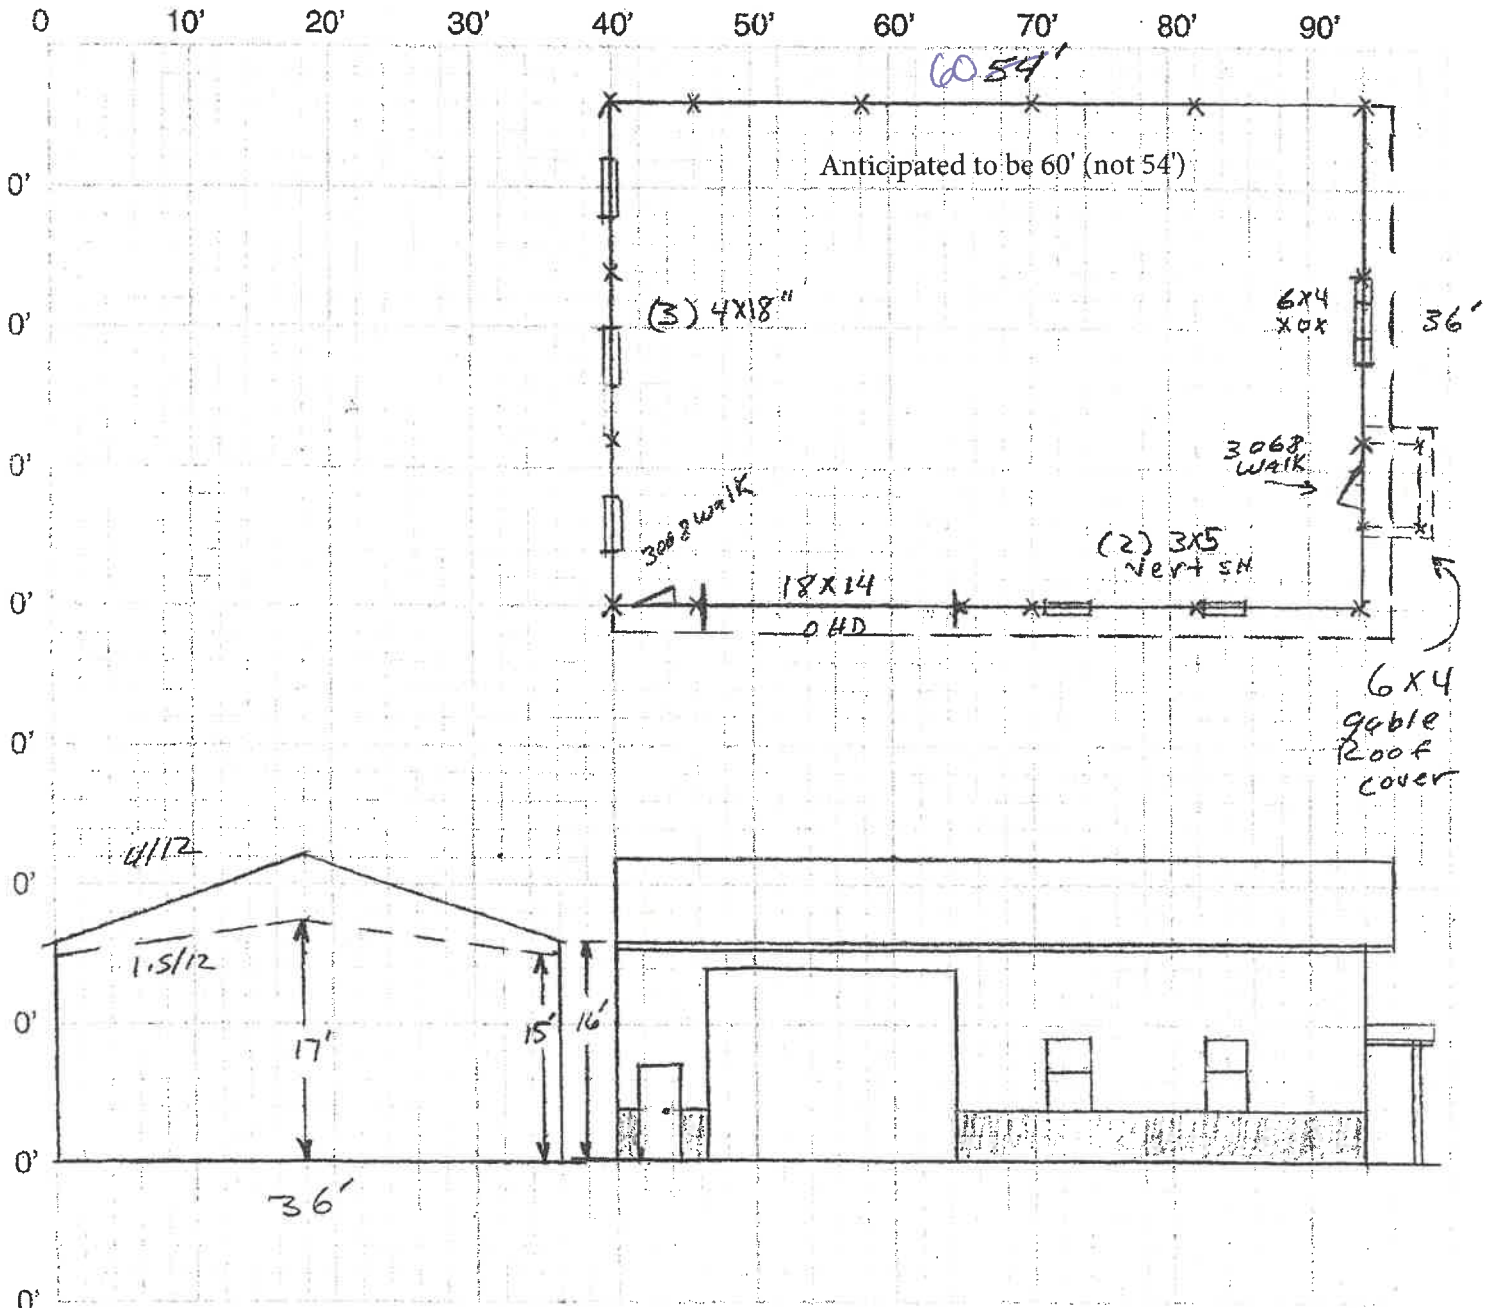 0 10' 20' 30' 40' 50' 60' 70' 80' 90'
60 54'
Anticipated to be 60' (not 54')
0'
(3) 4X18"
6X4
XOX
36'
0'
3068
Walk
0'
3068 walk
(2) 3X5
vert SH
18X14
OHD
0'
6X4
gable
Roof
cover
0'
4/12
0'
1.5/12
17'
15'
16'
0'
0'
36'
0'